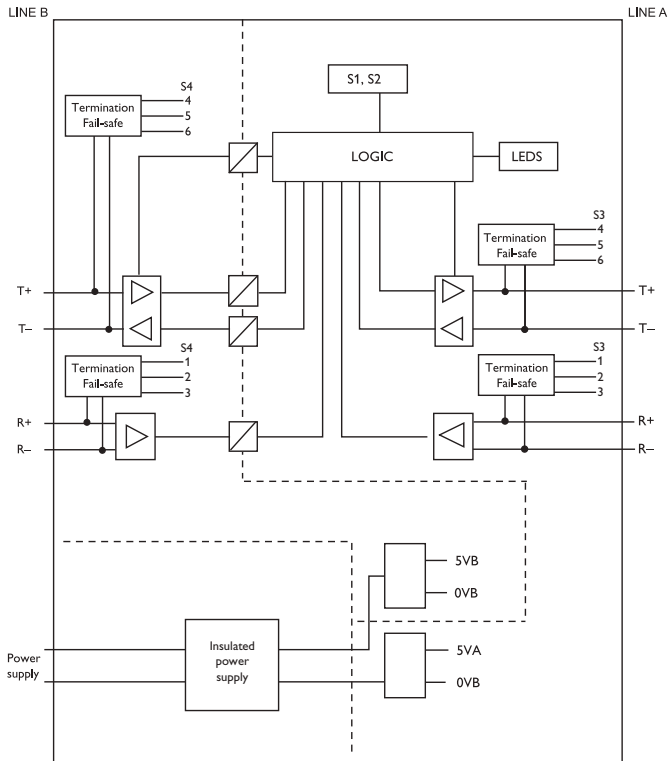 LINE B
LINE A
S1, S2
S4
Termination
Fail-safe
4
5
6
LOGIC
LEDS
S3
Termination
Fail-safe
4
5
6
T+
T–
T+
T–
S4
Termination
Fail-safe
1
2
3
S3
Termination
Fail-safe
1
2
3
R+
R–
R+
R–
5VB
0VB
Power
supply
Insulated
power
supply
5VA
0VB